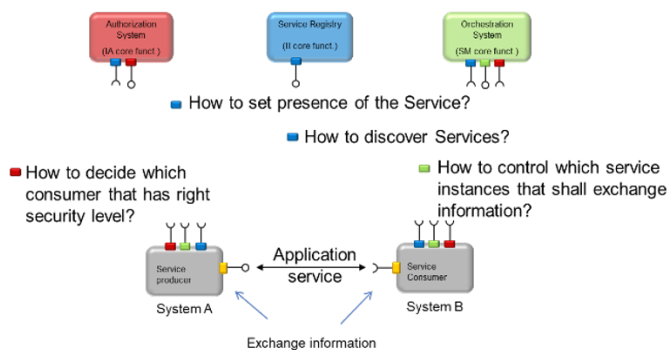 Authorization
System
(IA core funct.)
Service Registry
(II core funct.)
Orchestration
System
(SM core funct.)
How to set presence of the Service?
How to discover Services?
How to decide which
consumer that has right
security level?
How to control which service
instances that shall exchange
information?
Service
producer
Application
service
Service
Consumer
System A
System B
Exchange information